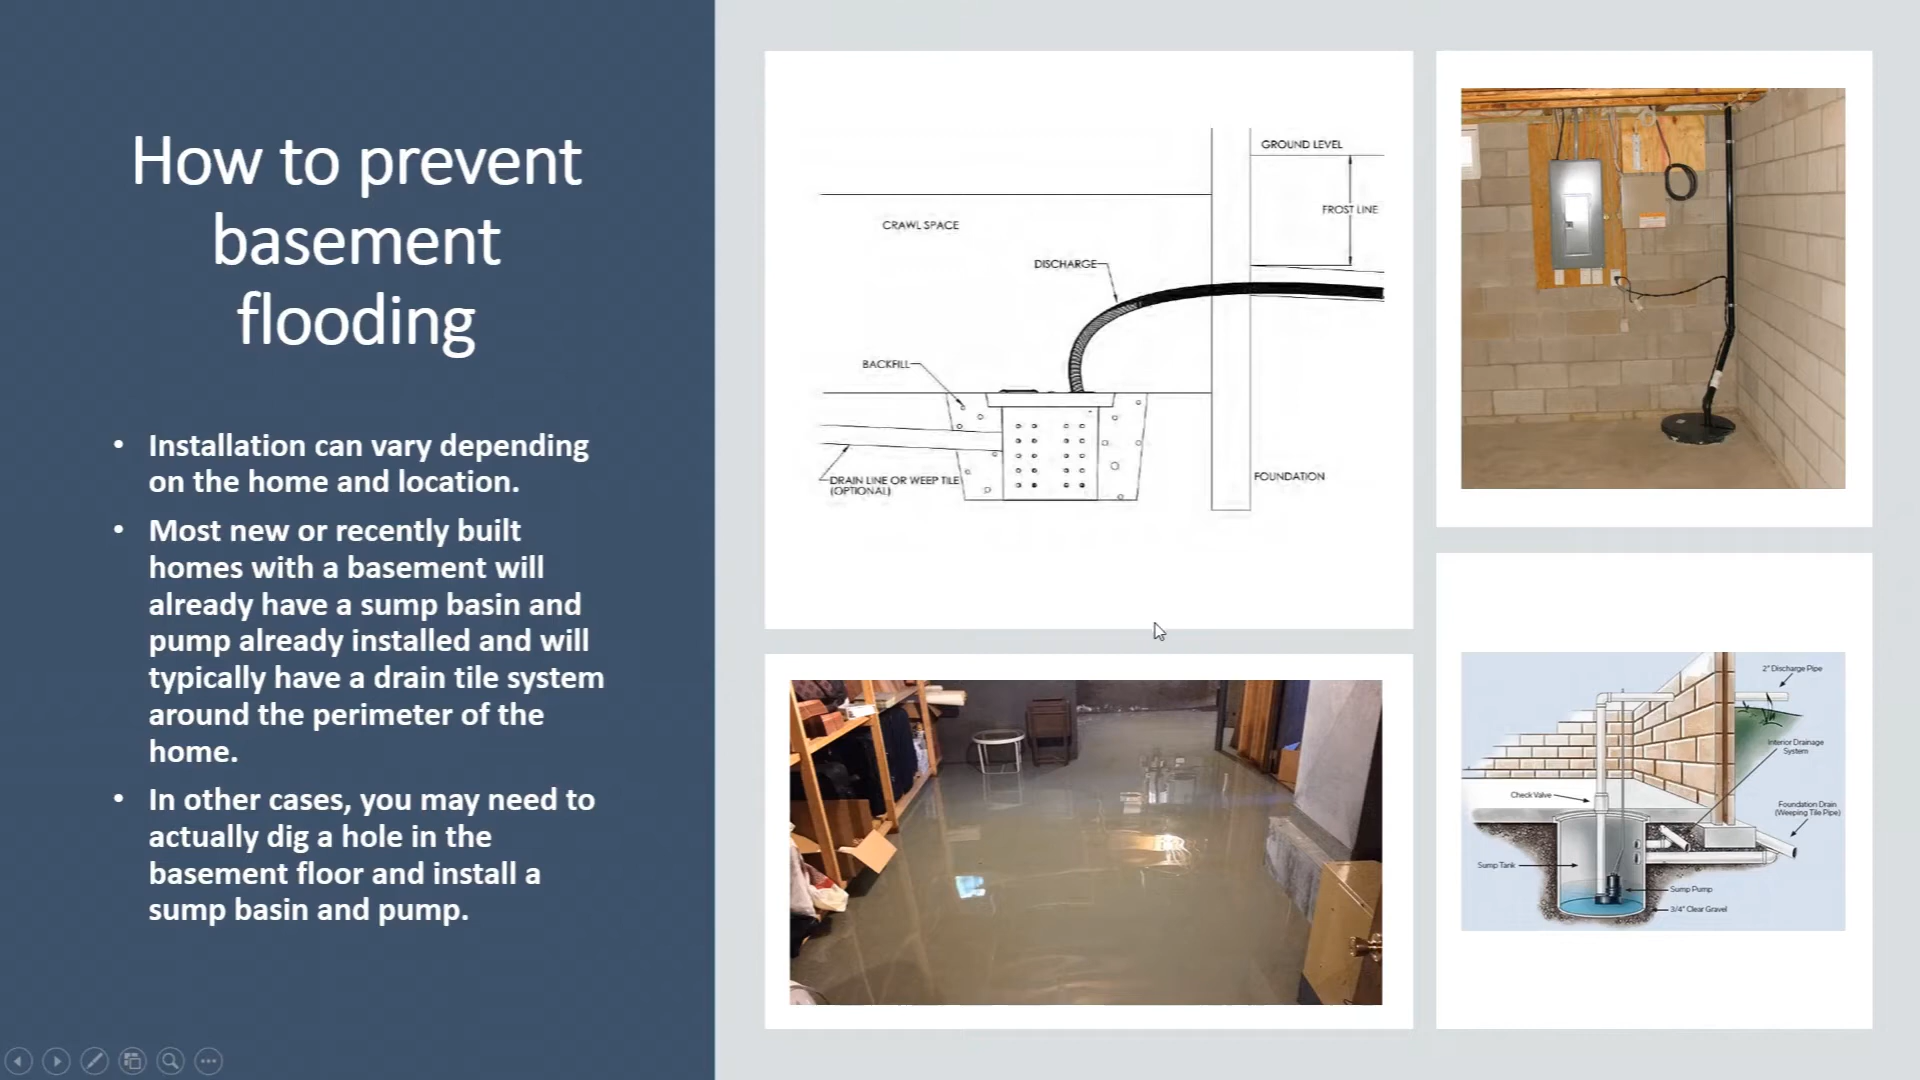 How to prevent
basement
flooding
• Installation can vary depending
on the home and location.
• Most new or recently built
homes with a basement will
already have a sump basin and
pump already installed and will
typically have a drain tile system
around the perimeter of the
home.
• In other cases, you may need to
actually dig a hole in the
basement floor and install a
sump basin and pump.
GROUND LEVEL
FROST LINE
CRAWL SPACE
DISCHARGE
BACKFILL
DRAIN LINE OR WEEP TILE
(OPTIONAL)
FOUNDATION
2" Discharge Pipe
Interior Drainage
System
Check Valve
Foundation Drain
(Weeping Tile Pipe)
Sump Tank
Sump Pump
3/4" Clear Gravel